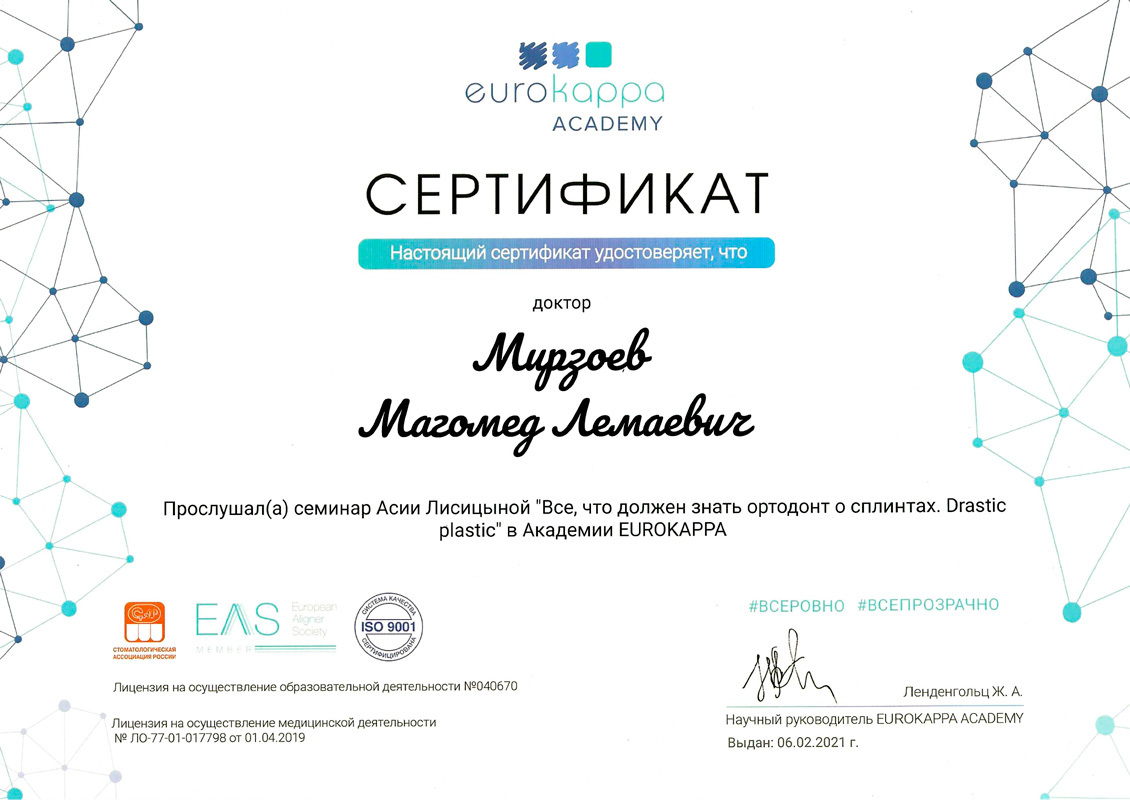 eurokappa
ACADEMY
СЕРТИФИКАТ
Настоящий сертификат удостоверяет, что
доктор
Мирзоев
Магомед Лемаевич
Прослушал(а) семинар Асии Лисицыной "Все, что должен знать ортодонт о сплинтах. Drastic
plastic" в Академии EUROKAPPA
#ВСЕРОВНО #ВСЕПРОЗРАЧНО
СтАР
СТОМАТОЛОГИЧЕСКАЯ
АССОЦИАЦИЯ РОССИИ
EAS
European
Aligner
Society
MEMBER
СИСТЕМА КАЧЕСТВА
ISO 9001
СЕРТИФИЦИРОВАНА
Лицензия на осуществление образовательной деятельности №040670
Лицензия на осуществление медицинской деятельности
№ ЛО-77-01-017798 от 01.04.2019
Ленденгольц Ж. А.
Научный руководитель EUROKAPPA ACADEMY
Выдан: 06.02.2021 г.